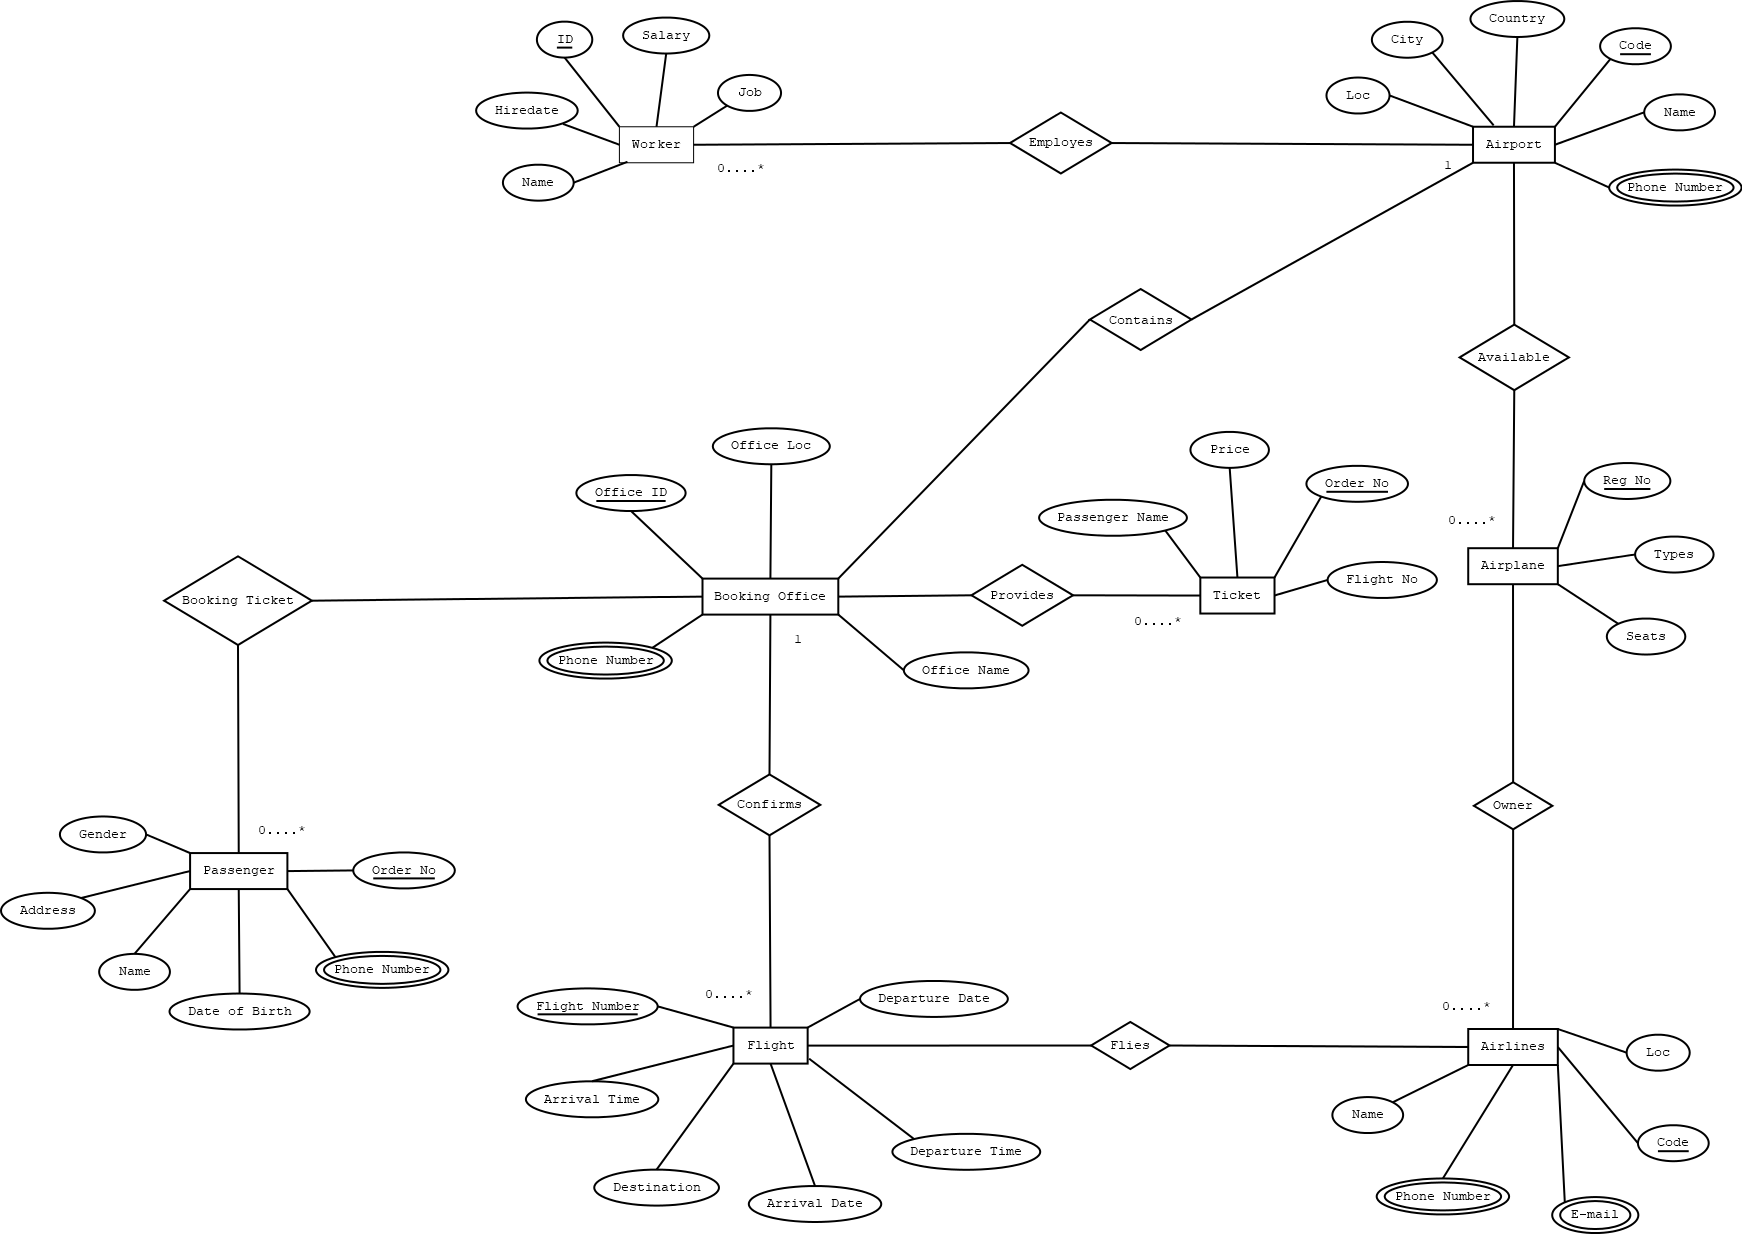 Country
ID
Salary
City
Code
Job
Loc
Hiredate
Name
Worker
Employes
Airport
0....*
1
Name
Phone Number
Contains
Available
Office Loc
Price
Office ID
Order No
Reg No
Passenger Name
0....*
Types
Airplane
Flight No
Booking Ticket
Booking Office
Provides
Ticket
0....*
1
Seats
Phone Number
Office Name
Confirms
Owner
Gender
0....*
Passenger
Order No
Address
Name
Phone Number
Date of Birth
0....*
Departure Date
Flight Number
0....*
Flight
Flies
Airlines
Loc
Arrival Time
Name
Code
Departure Time
Destination
Arrival Date
Phone Number
E-mail